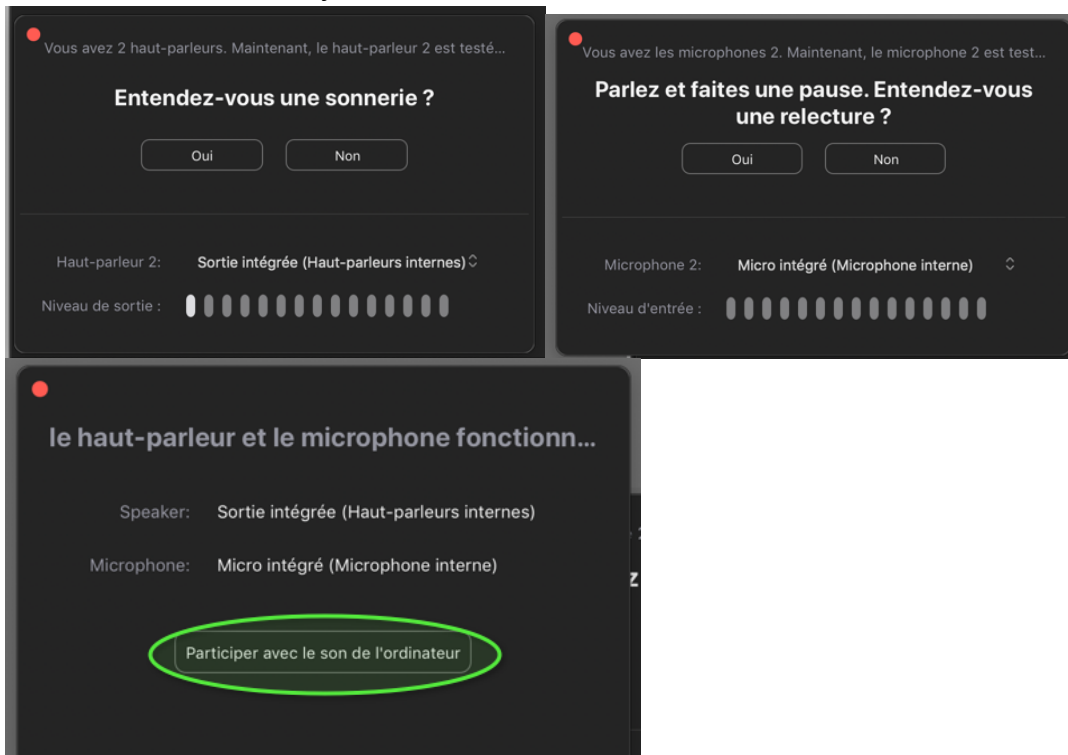 Vous avez 2 haut-parleurs. Maintenant, le haut-parleur 2 est testé...
Entendez-vous une sonnerie ?
Oui Non
Haut-parleur 2: Sortie intégrée (Haut-parleurs internes)
Niveau de sortie :
Vous avez les microphones 2. Maintenant, le microphone 2 est test...
Parlez et faites une pause. Entendez-vous
une relecture ?
Oui Non
Microphone 2: Micro intégré (Microphone interne)
Niveau d'entrée :
le haut-parleur et le microphone fonctionn...
Speaker: Sortie intégrée (Haut-parleurs internes)
Microphone: Micro intégré (Microphone interne)
Participer avec le son de l'ordinateur